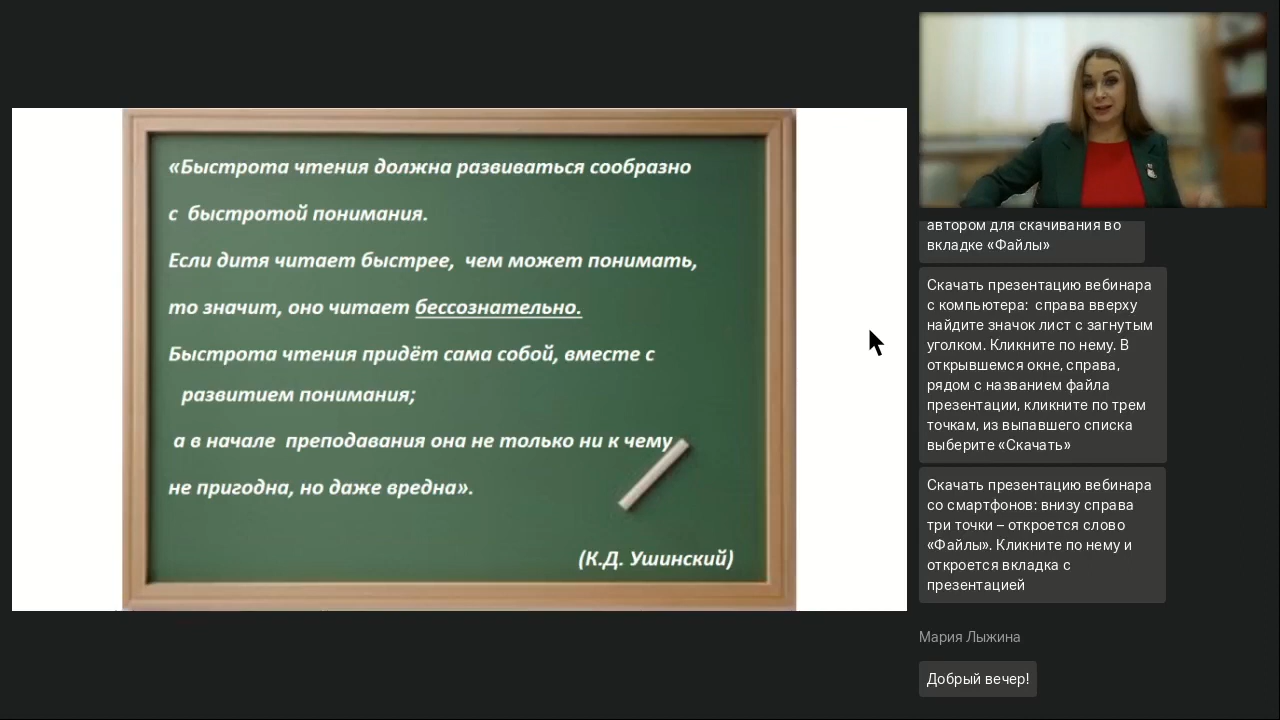 «Быстрота чтения должна развиваться сообразно
с быстротой понимания.
Если дитя читает быстрее, чем может понимать,
то значит, оно читает бессознательно.
Быстрота чтения придёт сама собой, вместе с
развитием понимания;
а в начале преподавания она не только ни к чему
не пригодна, но даже вредна».
(К.Д. Ушинский)
автором для скачивания во
вкладке «Файлы»
Скачать презентацию вебинара
с компьютера: справа вверху
найдите значок лист с загнутым
уголком. Кликните по нему. В
открывшемся окне, справа,
рядом с названием файла
презентации, кликните по трем
точкам, из выпавшего списка
выберите «Скачать»
Скачать презентацию вебинара
со смартфонов: внизу справа
три точки – откроется слово
«Файлы». Кликните по нему и
откроется вкладка с
презентацией
Мария Лыжина
Добрый вечер!